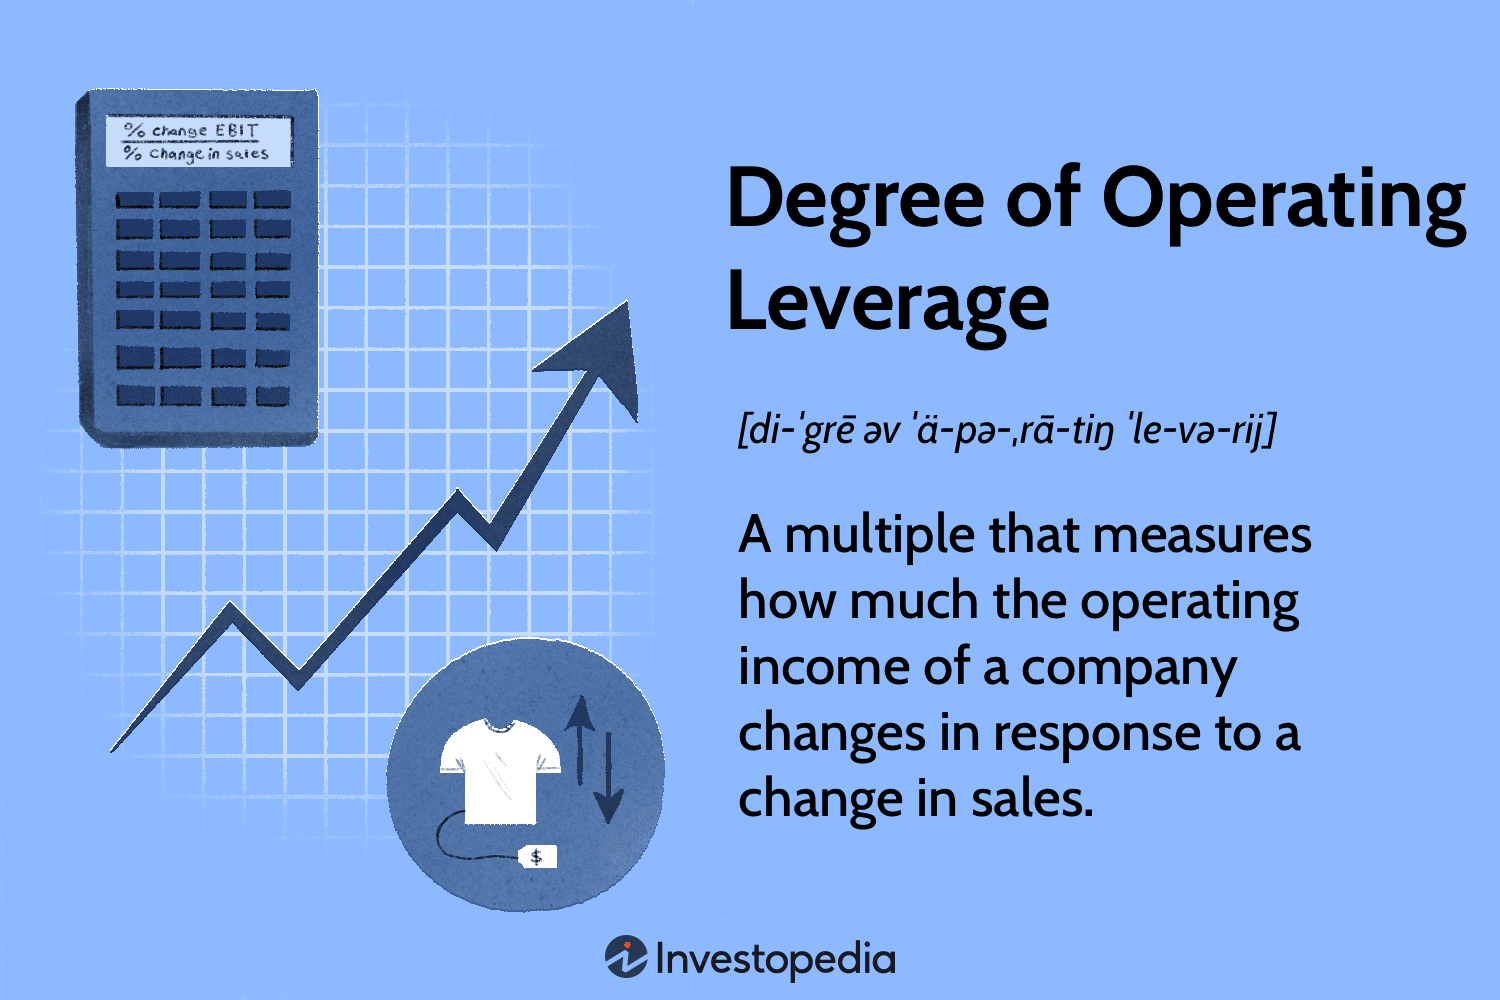 % change EBIT
% change in sales
Degree of Operating
Leverage
[di-ˈgrē əv ˈä-pə-ˌrā-tiŋ ˈle-və-rij]
A multiple that measures
how much the operating
income of a company
changes in response to a
change in sales.
$
Investopedia